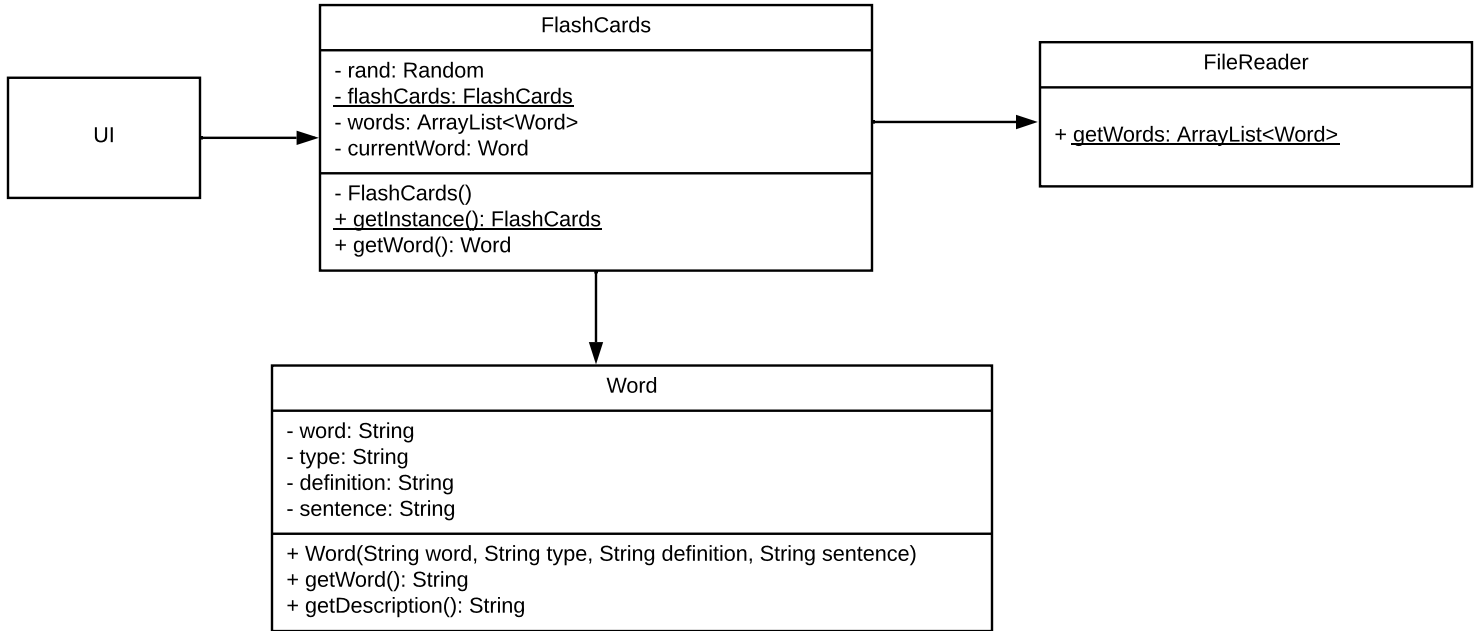 UI
FlashCards
- rand: Random
- flashCards: FlashCards
- words: ArrayList<Word>
- currentWord: Word
- FlashCards()
+ getInstance(): FlashCards
+ getWord(): Word
FileReader
+ getWords: ArrayList<Word>
Word
- word: String
- type: String
- definition: String
- sentence: String
+ Word(String word, String type, String definition, String sentence)
+ getWord(): String
+ getDescription(): String